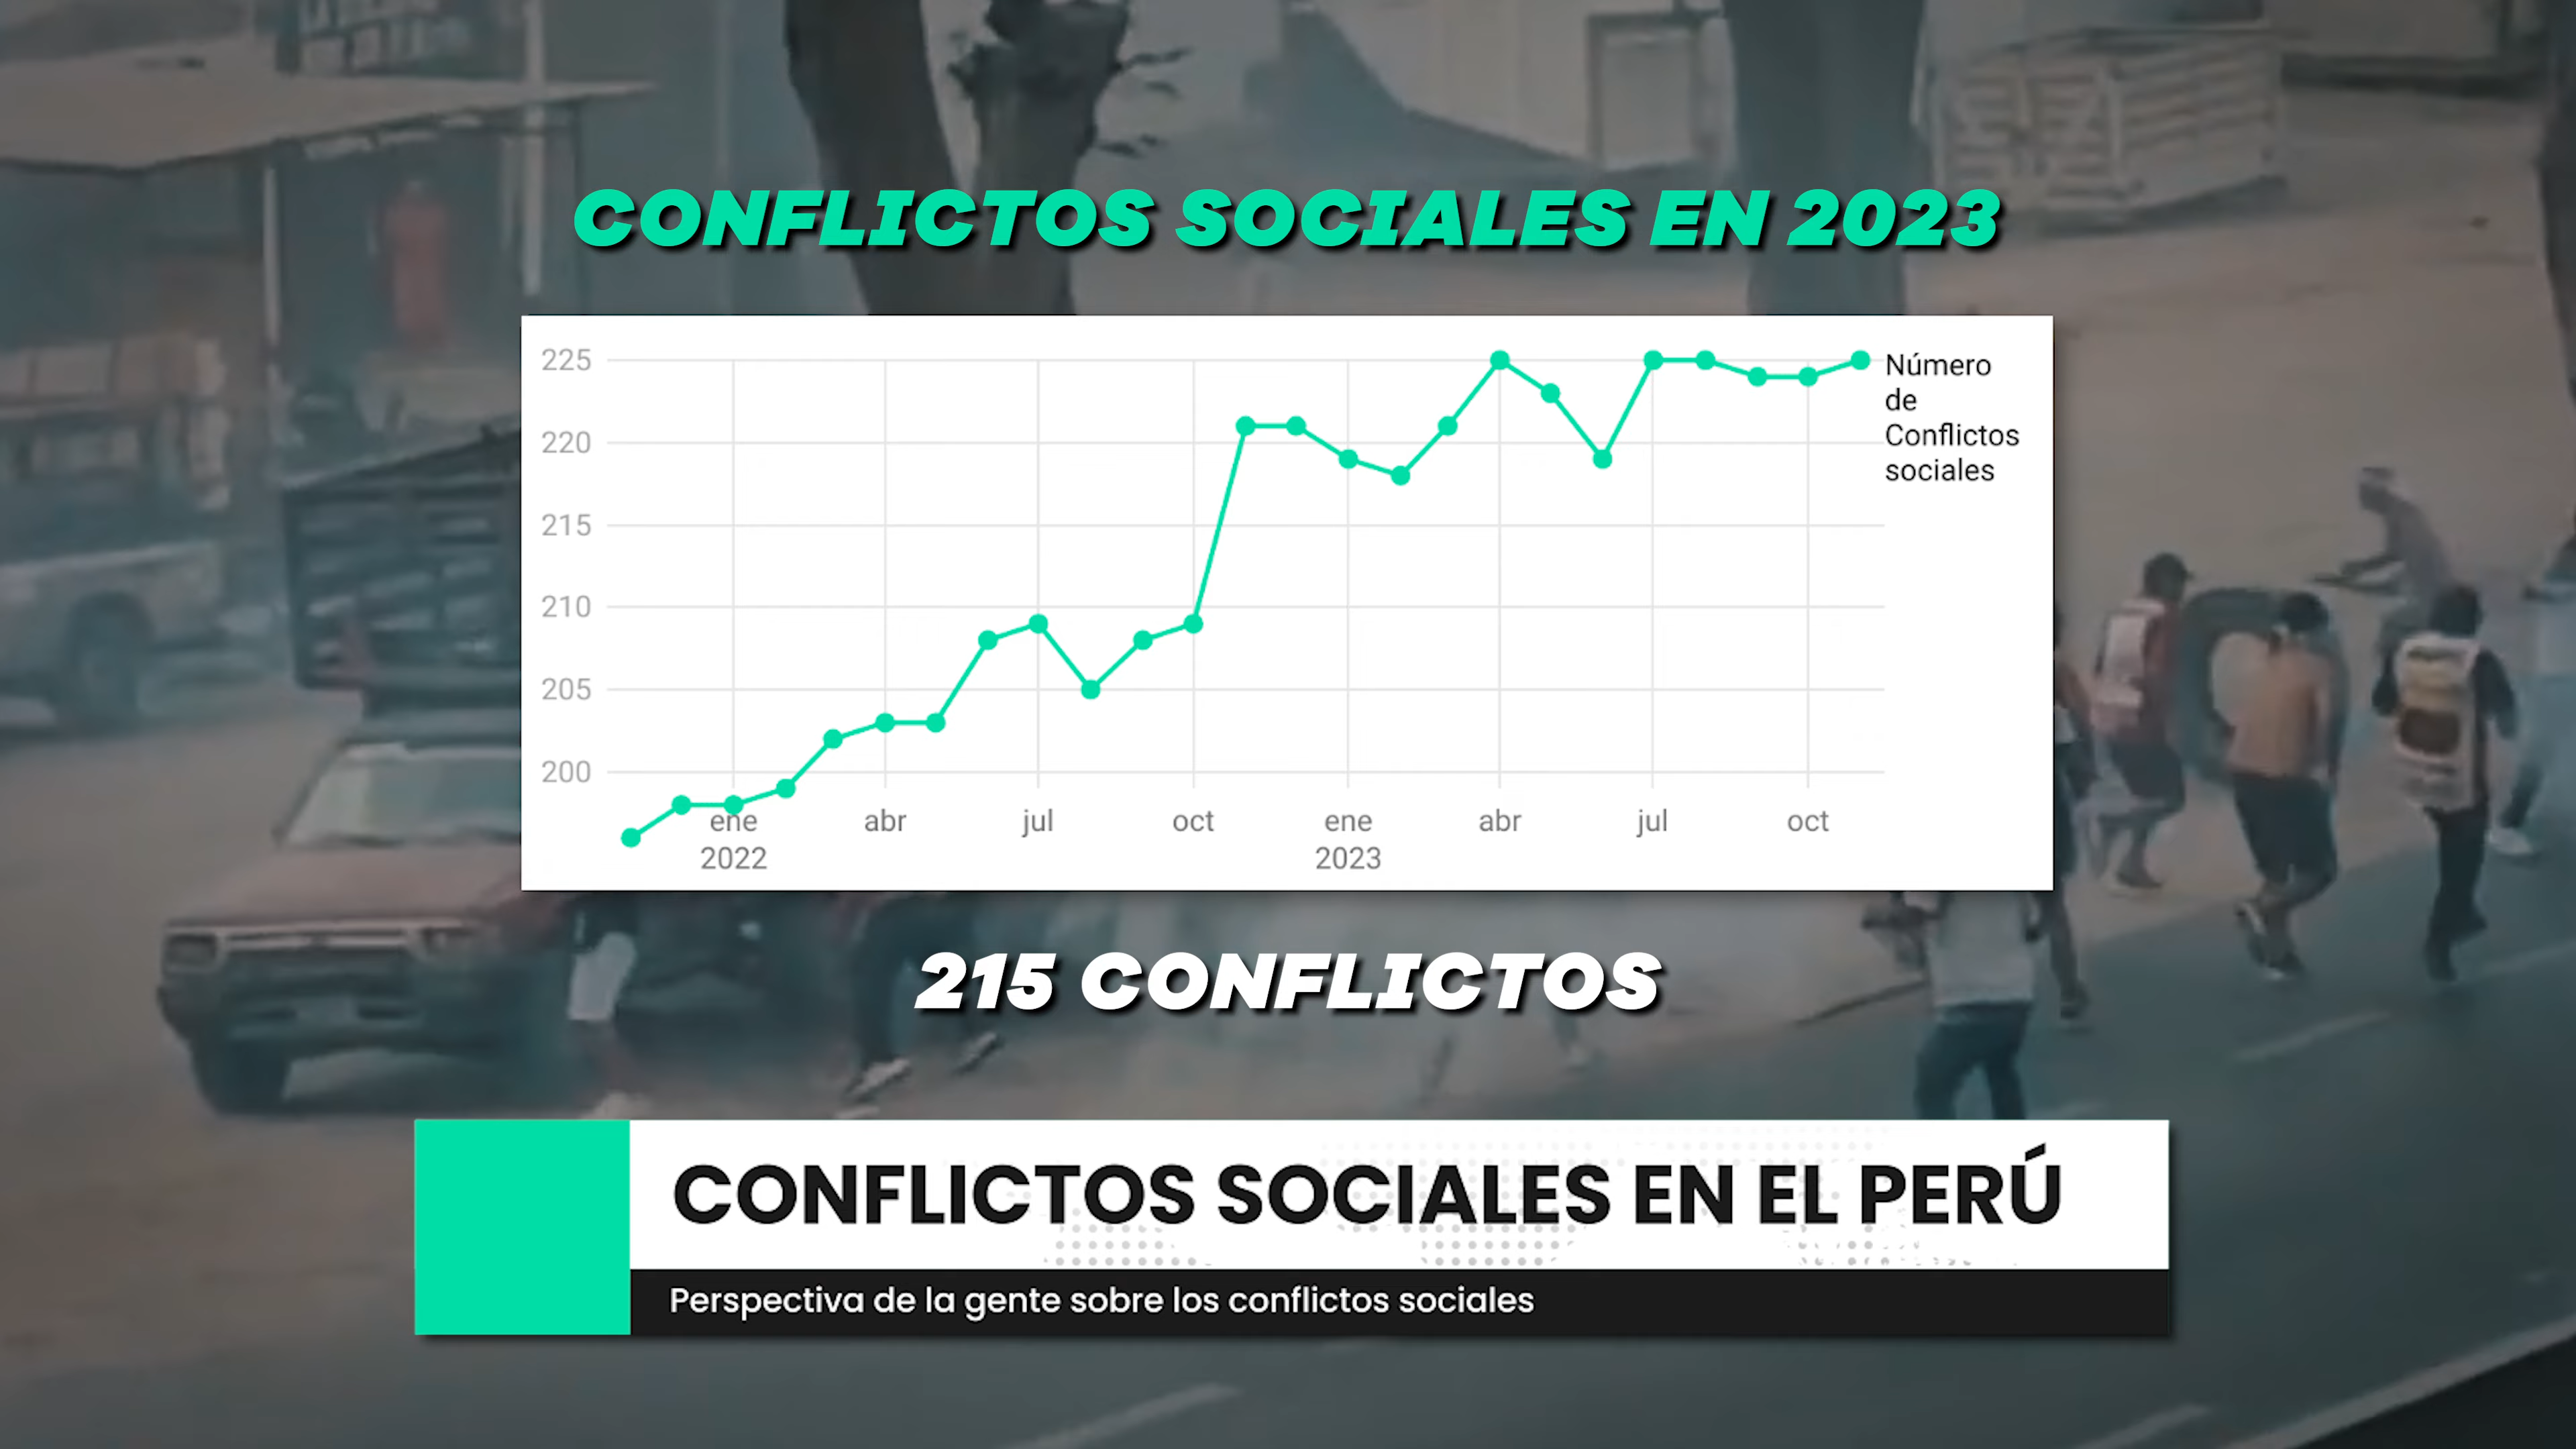 CONFLICTOS SOCIALES EN 2023
225
220
215
210
205
200
ene
2022
abr
jul
oct
ene
2023
abr
jul
oct
Número
de
Conflictos
sociales
215 CONFLICTOS
CONFLICTOS SOCIALES EN EL PERÚ
Perspectiva de la gente sobre los conflictos sociales